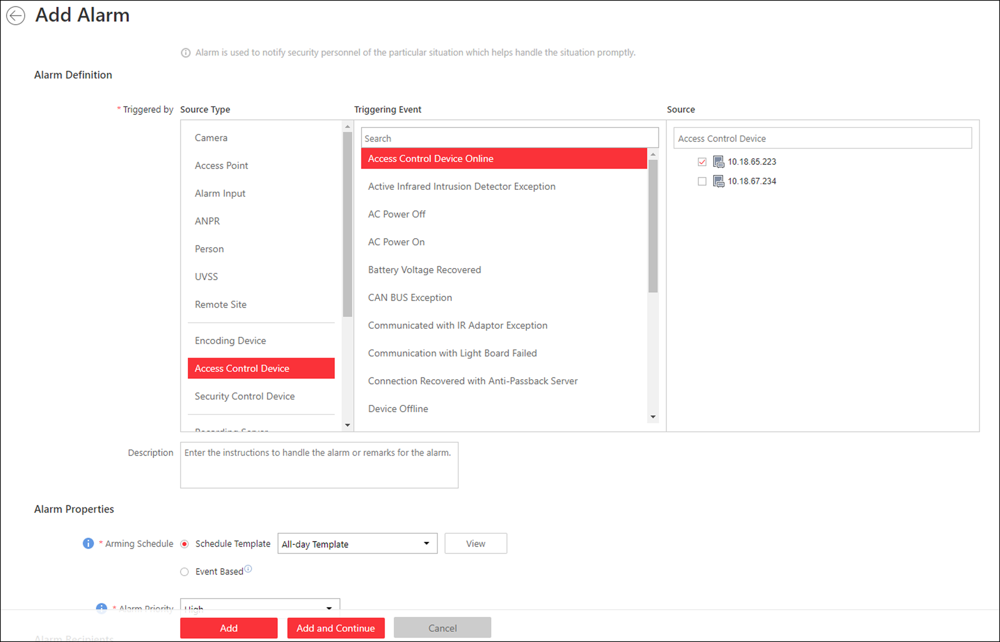 Add Alarm
Alarm is used to notify security personnel of the particular situation which helps handle the situation promptly.
Alarm Definition
* Triggered by
Source Type
Camera
Access Point
Alarm Input
ANPR
Person
UVSS
Remote Site
Encoding Device
Access Control Device
Security Control Device
Recording Server
Triggering Event
Search
Access Control Device Online
Active Infrared Intrusion Detector Exception
AC Power Off
AC Power On
Battery Voltage Recovered
CAN BUS Exception
Communicated with IR Adaptor Exception
Communication with Light Board Failed
Connection Recovered with Anti-Passback Server
Device Offline
Source
Access Control Device
10.18.65.223
10.18.67.234
Description
Enter the instructions to handle the alarm or remarks for the alarm.
Alarm Properties
* Arming Schedule
Schedule Template
All-day Template
View
Event Based
* Alarm Priority
High
Add
Add and Continue
Cancel
Alarm Recipients